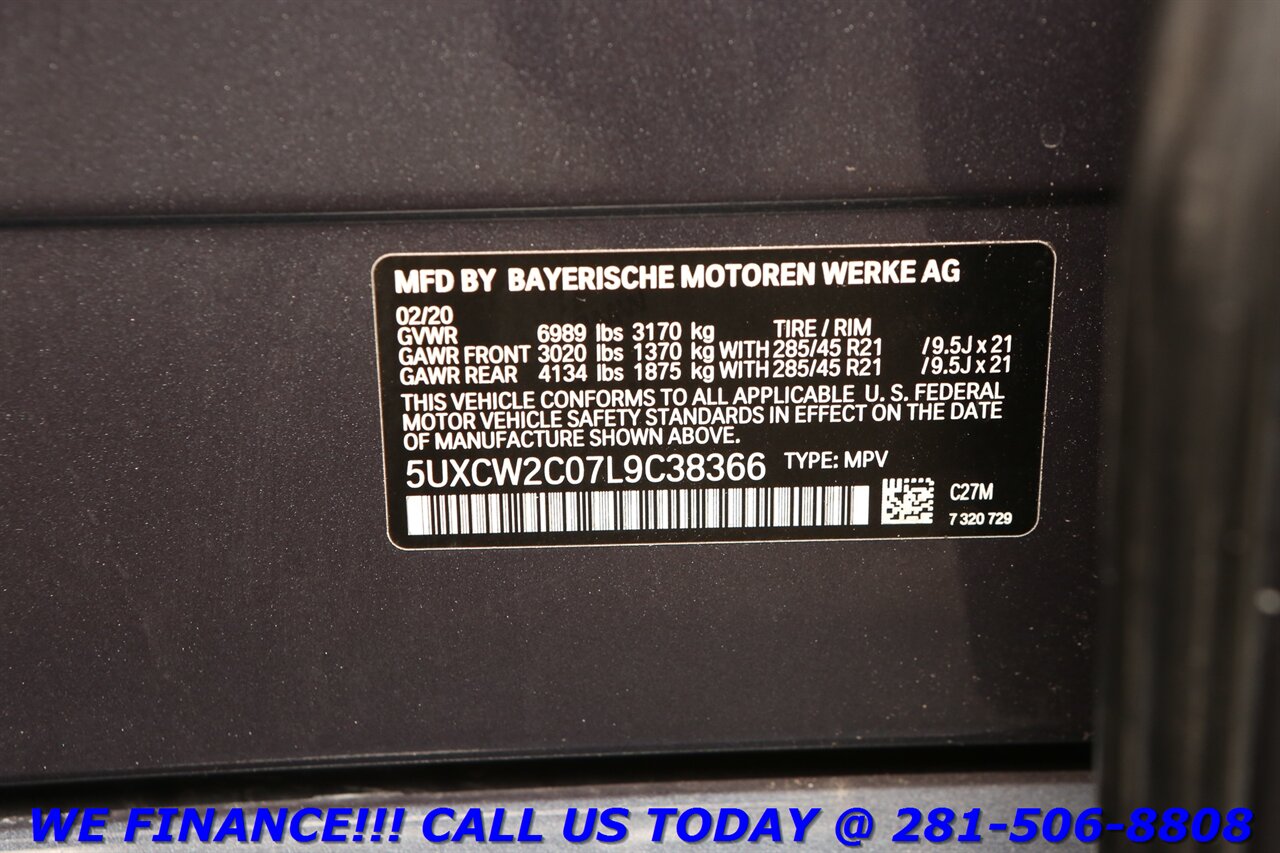 MFD BY BAYERISCHE MOTOREN WERKE AG
02/20
GVWR 6989 lbs 3170 kg TIRE / RIM
GAWR FRONT 3020 lbs 1370 kg WITH 285/45 R21 /9.5J x 21
GAWR REAR 4134 lbs 1875 kg WITH 285/45 R21 /9.5J x 21
THIS VEHICLE CONFORMS TO ALL APPLICABLE U. S. FEDERAL
MOTOR VEHICLE SAFETY STANDARDS IN EFFECT ON THE DATE
OF MANUFACTURE SHOWN ABOVE.
5UXCW2C07L9C38366 TYPE: MPV
C27M
7 320 729
WE FINANCE!!! CALL US TODAY @ 281-506-8808